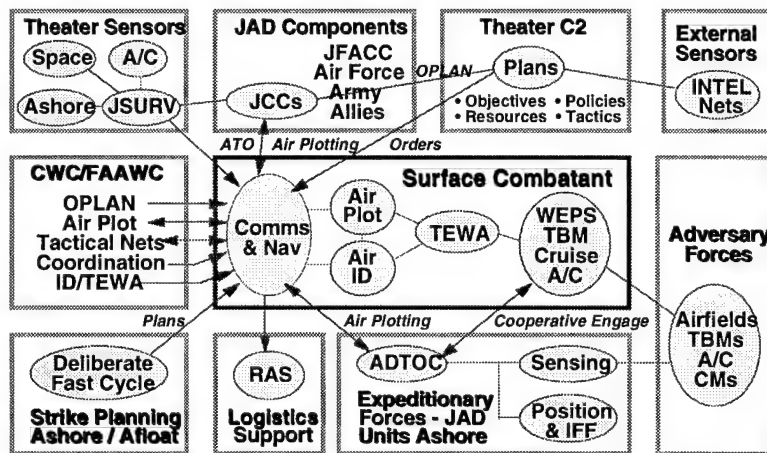 Theater Sensors
Space
A/C
Ashore
JSURV
JAD Components
JFACC
Air Force
Army
Allies
JCCs
OPLAN
Theater C2
Plans
• Objectives • Policies
• Resources • Tactics
External
Sensors
INTEL
Nets
ATO
Air Plotting
Orders
CWC/FAAWC
OPLAN
Air Plot
Tactical Nets
Coordination
ID/TEWA
Surface Combatant
Comms
& Nav
Air
Plot
Air
ID
TEWA
WEPS
TBM
Cruise
A/C
Adversary
Forces
Airfields
TBMs
A/C
CMs
Plans
Air Plotting
Cooperative Engage
Deliberate
Fast Cycle
Strike Planning
Ashore / Afloat
RAS
Logistics
Support
ADTOC
Sensing
Position
& IFF
Expeditionary
Forces - JAD
Units Ashore